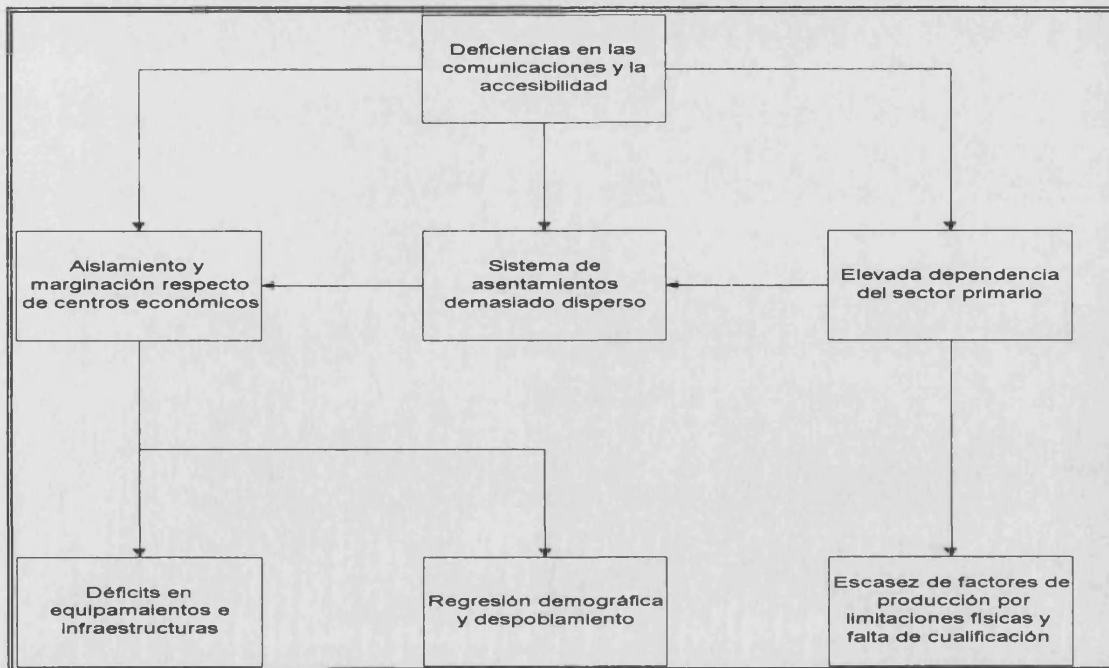 Deficiencias en las
comunicaciones y la
accesibilidad
Aislamiento y
marginación respecto
de centros económicos
Sistema de
asentamientos
demasiado disperso
Elevada dependencia
del sector primario
Déficits en
equipamaientos e
infraestructuras
Regresión demográfica
y despoblamiento
Escasez de factores de
producción por
limitaciones físicas y
falta de cualificación